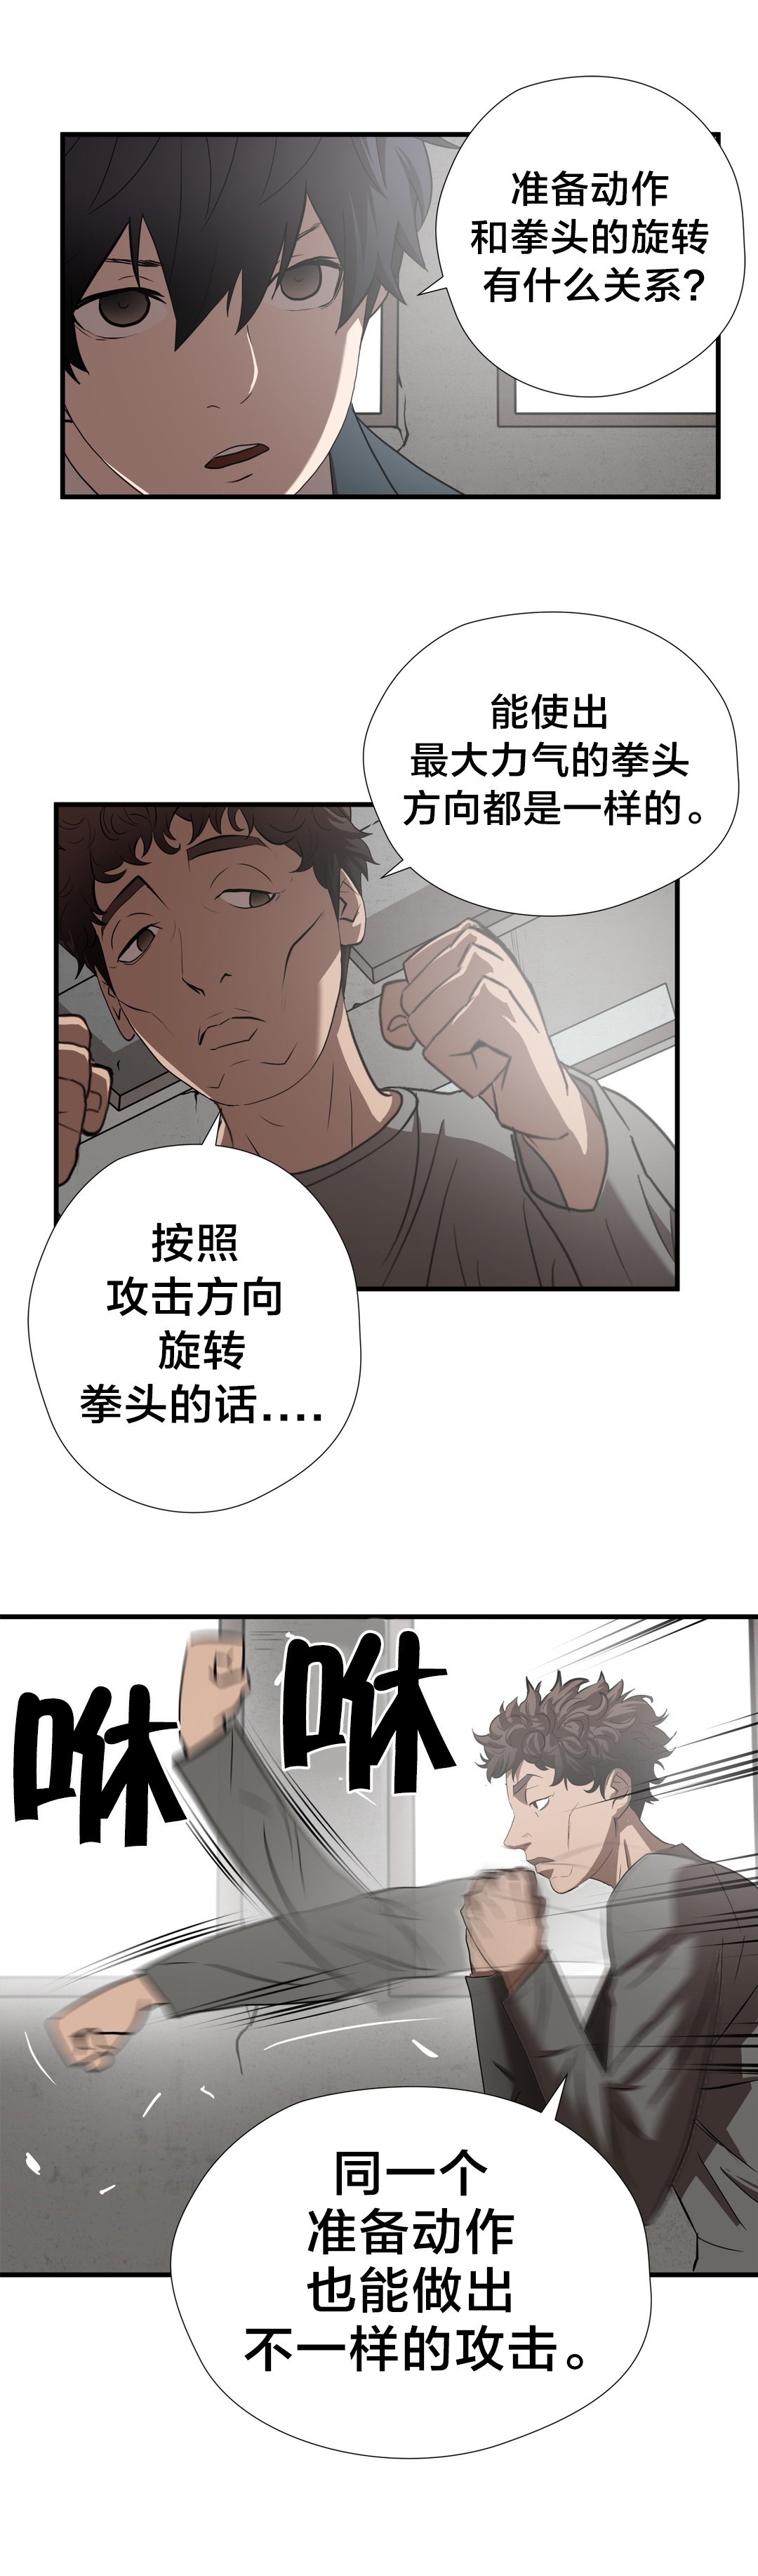 准备动作
和拳头的旋转
有什么关系?
能使出
最大力气的拳头
方向都是一样的。
按照
攻击方向
旋转
拳头的话....
咻
咻
同一个
准备动作
也能做出
不一样的攻击。